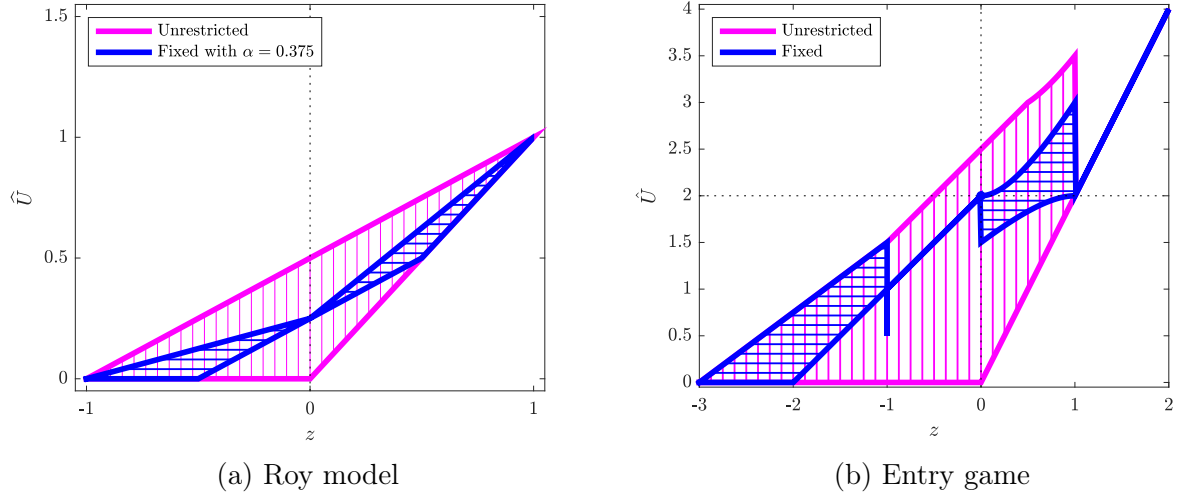 Unrestricted
Fixed with α = 0.375
1.5
1
0.5
0
-1
0
1
Û
z
(a) Roy model
Unrestricted
Fixed
4
3.5
3
2.5
2
1.5
1
0.5
0
-3
-2
-1
0
1
2
Û
z
(b) Entry game